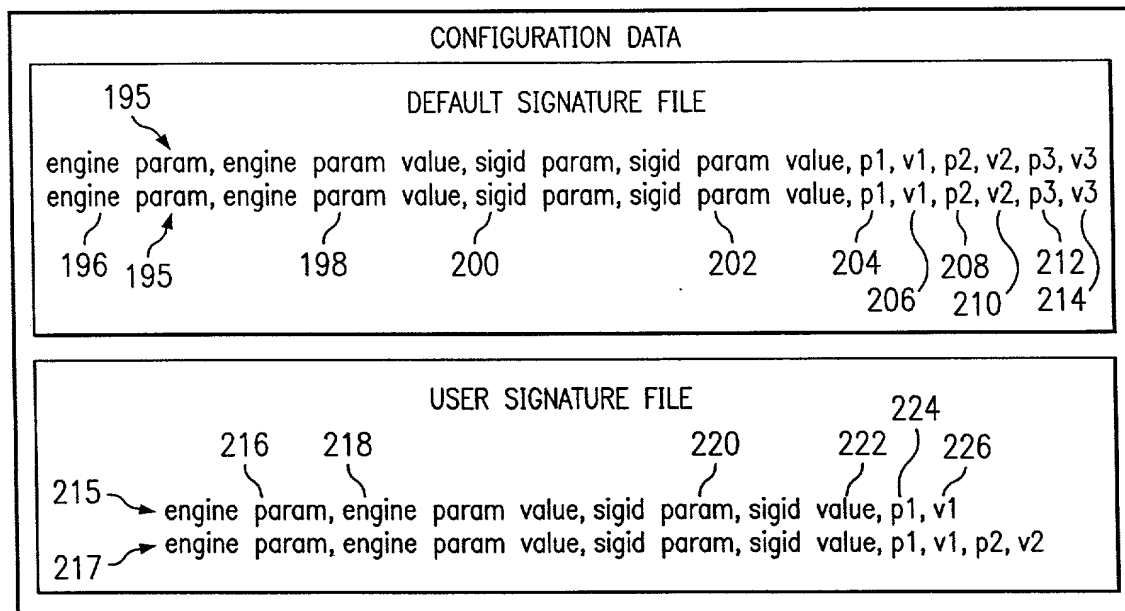 CONFIGURATION DATA
195
DEFAULT SIGNATURE FILE
engine param, engine param value, sigid param, sigid param value, p1, v1, p2, v2, p3, v3
engine param, engine param value, sigid param, sigid param value, p1, v1, p2, v2, p3, v3
196 195 198 200 202 204 208 212
206 210 214
USER SIGNATURE FILE
224
216 218 220 222 226
215
engine param, engine param value, sigid param, sigid value, p1, v1
engine param, engine param value, sigid param, sigid value, p1, v1, p2, v2
217